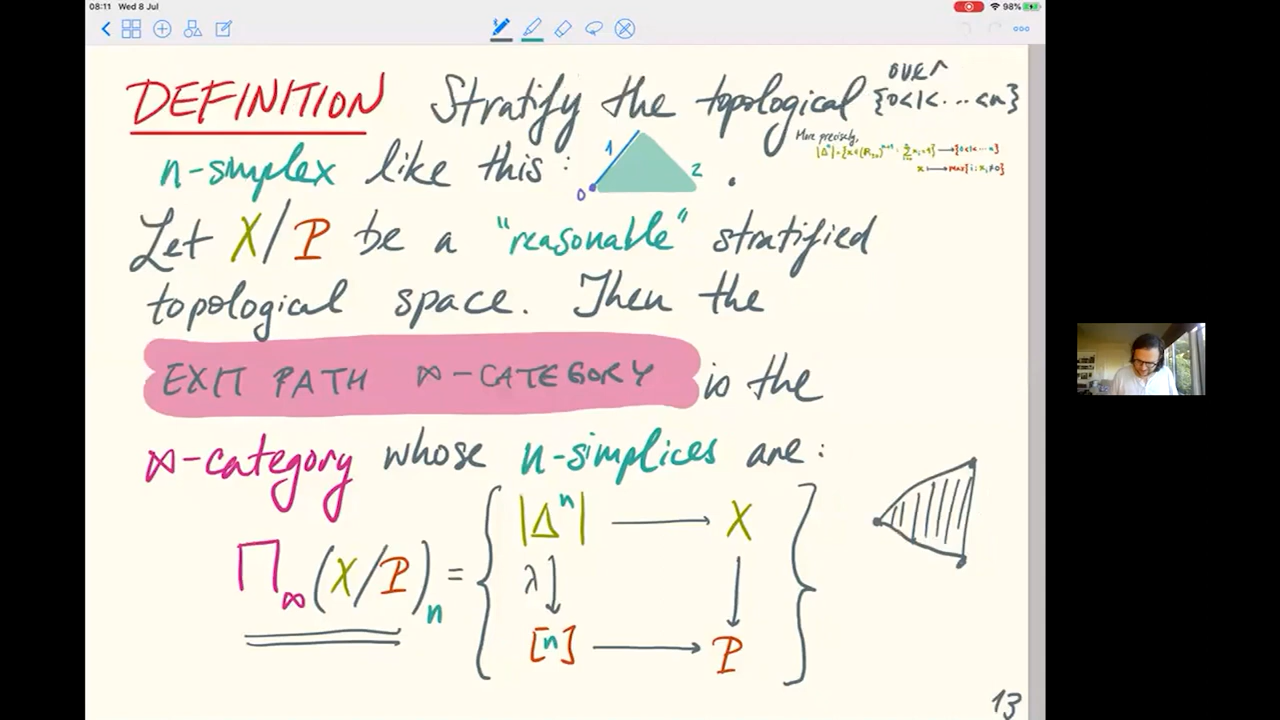 08:11 Wed 8 Jul
98%
DEFINITION Stratify the topological
over
{0<1<...<n}
n-simplex like this: 0 1 2 .
More precisely,
Let X/P be a "reasonable" stratified
topological space. Then the
EXIT PATH ∞-CATEGORY is the
∞-category whose n-simplices are:
|Δⁿ| → X
Π∞(X/P)n = { λ ↓ ↓ }
[n] → P
13